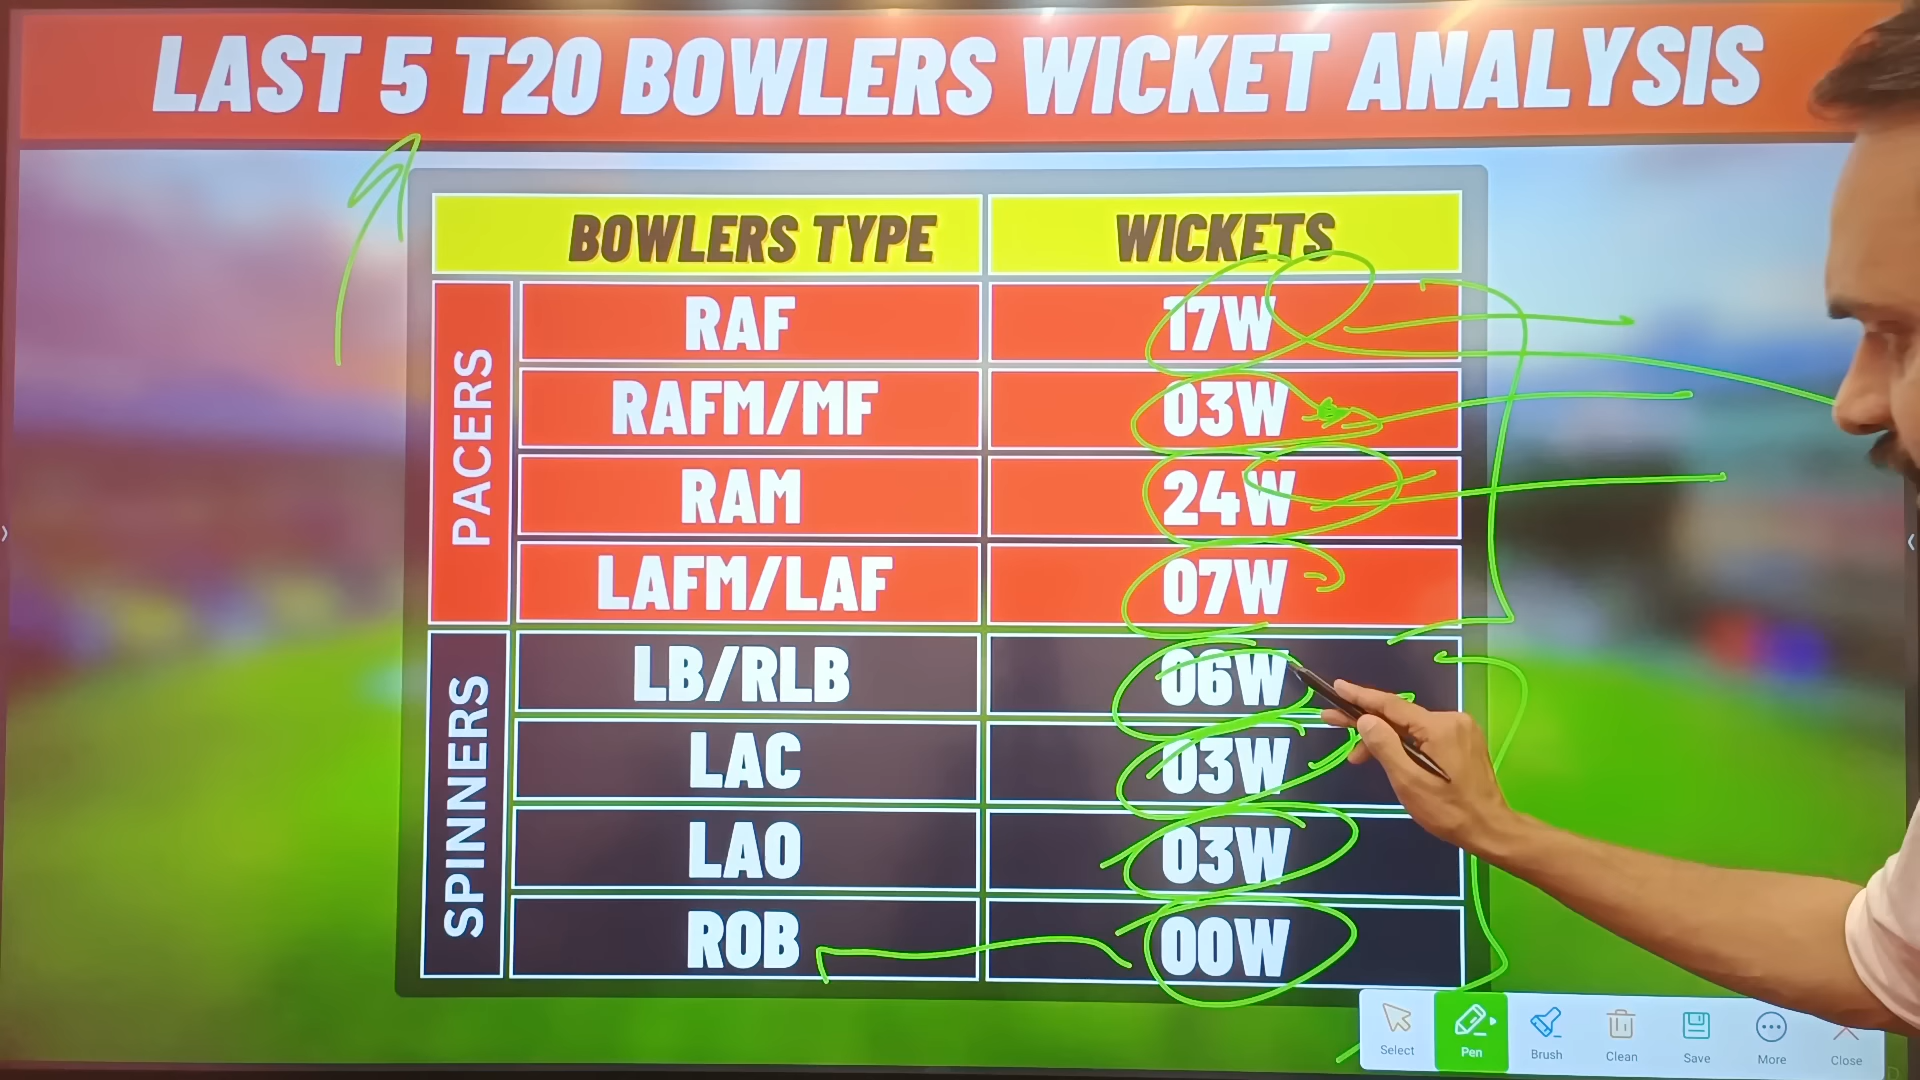 LAST 5 T20 BOWLERS WICKET ANALYSIS
BOWLERS TYPE WICKETS
PACERS
RAF 17W
RAFM/MF 03W
RAM 24W
LAFM/LAF 07W
SPINNERS
LB/RLB 06W
LAC 03W
LAO 03W
ROB 00W
Select Pen Brush Clean Save More Close